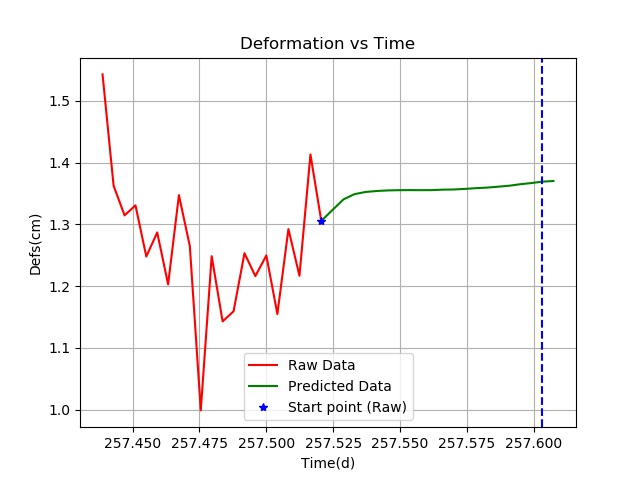 Deformation vs Time
Defs(cm)
1.5
1.4
1.3
1.2
1.1
1.0
Raw Data
Predicted Data
Start point (Raw)
257.450 257.475 257.500 257.525 257.550 257.575 257.600
Time(d)